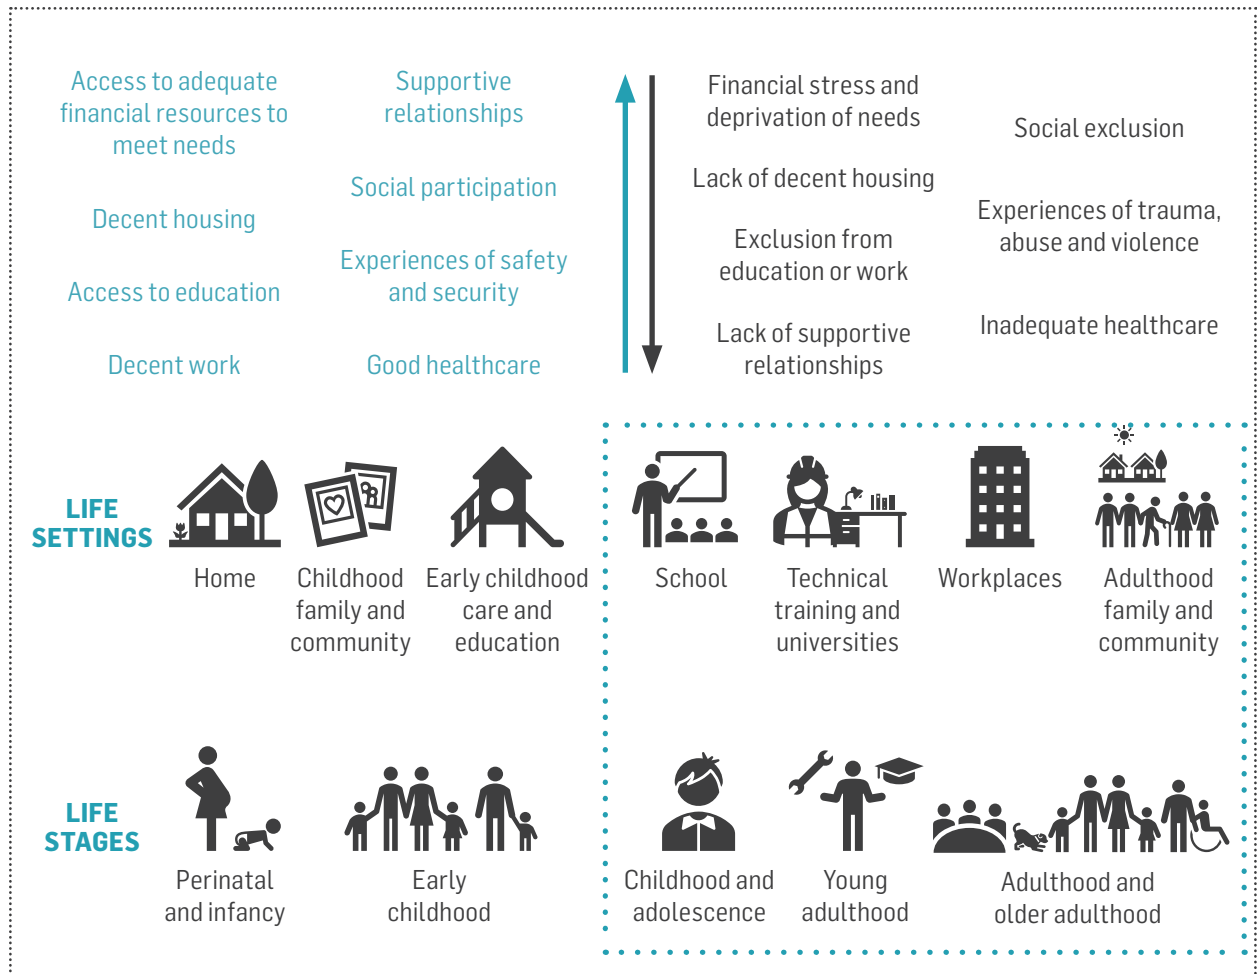 Access to adequate
financial resources to
meet needs
Decent housing
Access to education
Decent work
Supportive
relationships
Social participation
Experiences of safety
and security
Good healthcare
Financial stress and
deprivation of needs
Lack of decent housing
Exclusion from
education or work
Lack of supportive
relationships
Social exclusion
Experiences of trauma,
abuse and violence
Inadequate healthcare
LIFE
SETTINGS
Home
Childhood
family and
community
Early childhood
care and
education
School
Technical
training and
universities
Workplaces
Adulthood
family and
community
LIFE
STAGES
Perinatal
and infancy
Early
childhood
Childhood and
adolescence
Young
adulthood
Adulthood and
older adulthood